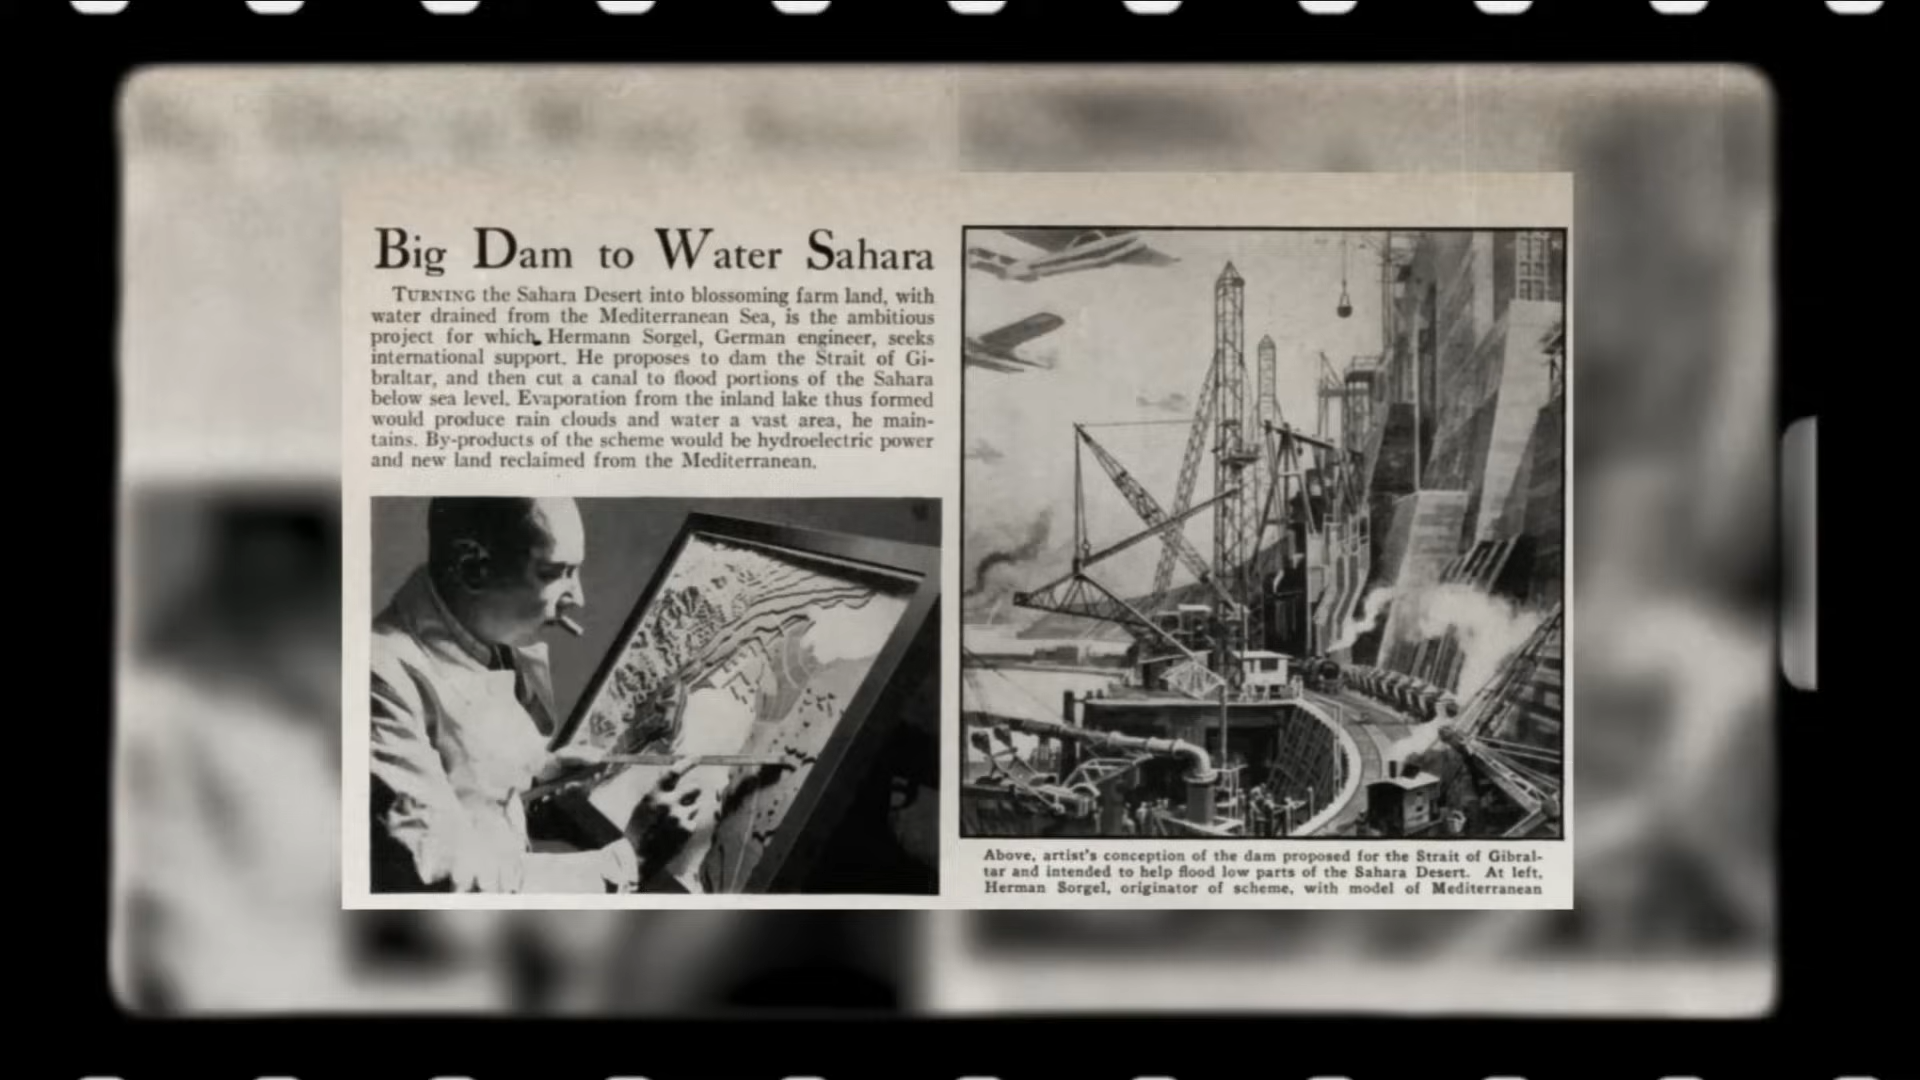 Big Dam to Water Sahara
TURNING the Sahara Desert into blossoming farm land, with
water drained from the Mediterranean Sea, is the ambitious
project for which Hermann Sorgel, German engineer, seeks
international support. He proposes to dam the Strait of Gi-
braltar, and then cut a canal to flood portions of the Sahara
below sea level. Evaporation from the inland lake thus formed
would produce rain clouds and water a vast area, he main-
tains. By-products of the scheme would be hydroelectric power
and new land reclaimed from the Mediterranean.
Above, artist's conception of the dam proposed for the Strait of Gibral-
tar and intended to help flood low parts of the Sahara Desert. At left,
Herman Sorgel, originator of scheme, with model of Mediterranean